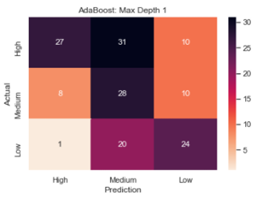 AdaBoost: Max Depth 1
High 27 31 10
Medium 8 28 10
Low 1 20 24
High Medium Low
Prediction
Actual
30
25
20
15
10
5